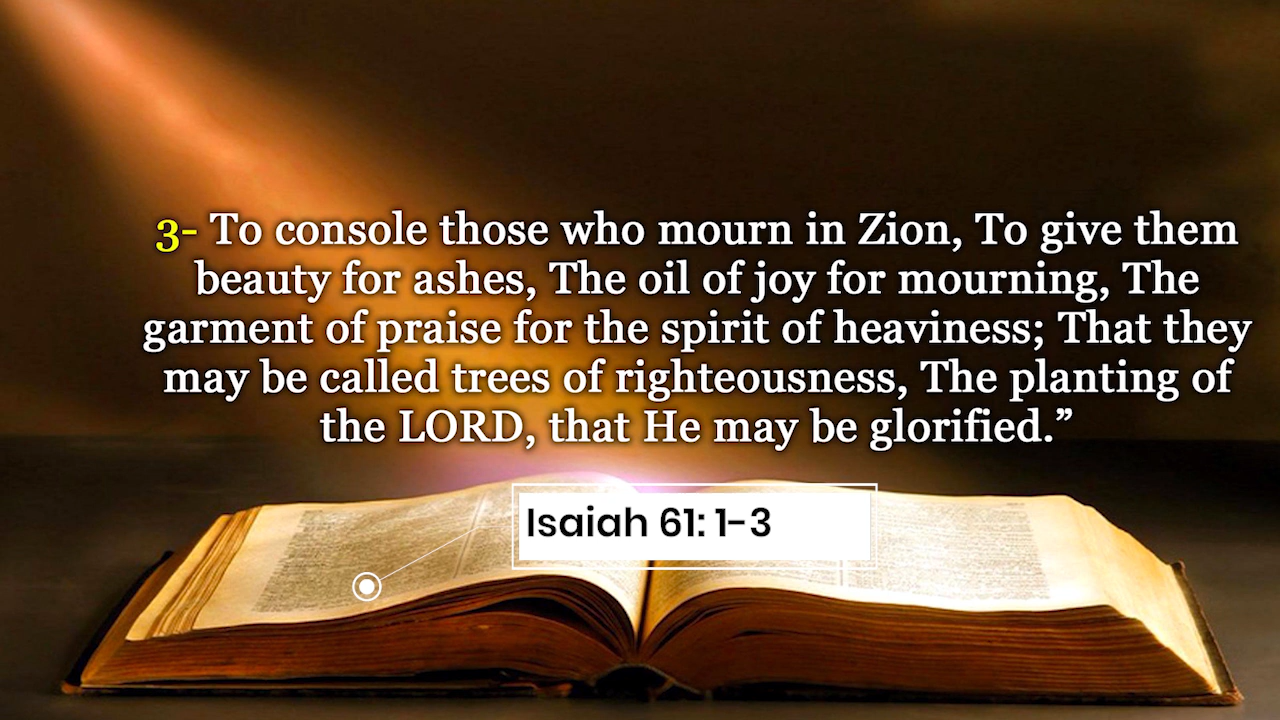 3- To console those who mourn in Zion, To give them
beauty for ashes, The oil of joy for mourning, The
garment of praise for the spirit of heaviness; That they
may be called trees of righteousness, The planting of
the LORD, that He may be glorified.”
Isaiah 61: 1-3